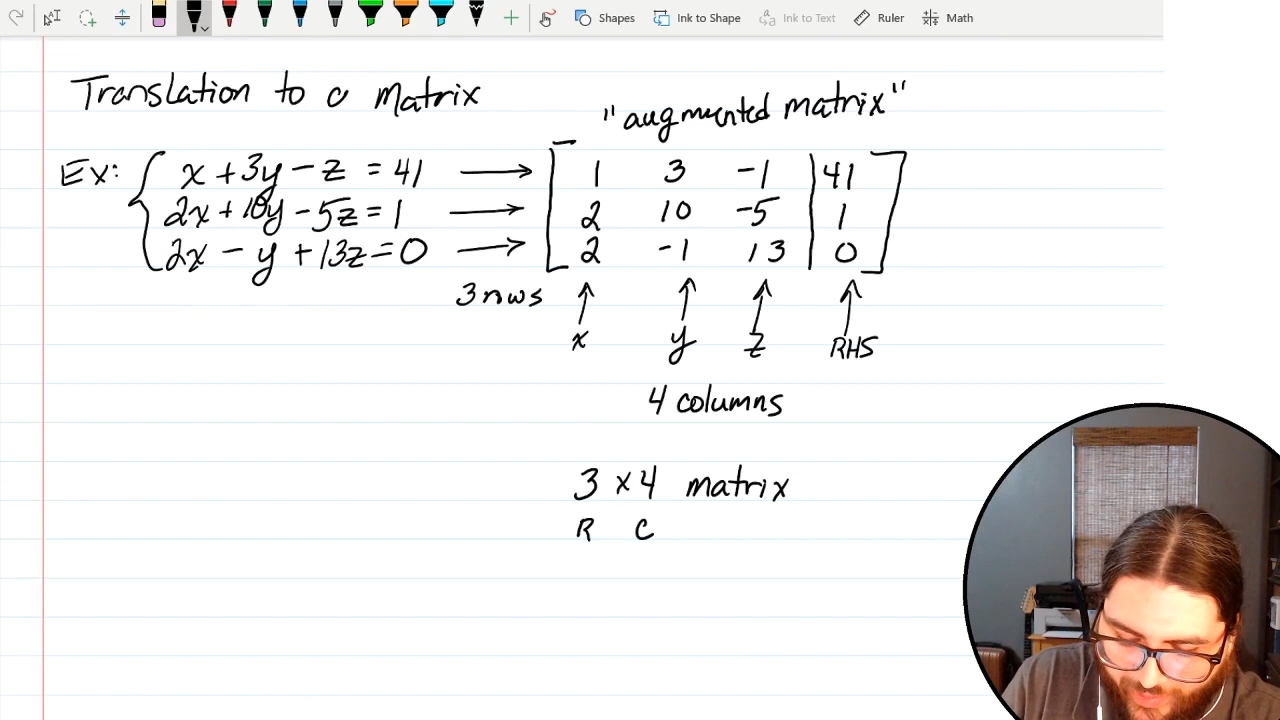 Shapes Ink to Shape Ink to Text Ruler Math
Translation to a Matrix
"augmented matrix"
Ex: x + 3y - z = 41 → 1 3 -1 | 41
2x + 10y - 5z = 1 → 2 10 -5 | 1
2x - y + 13z = 0 → 2 -1 13 | 0
3 rows
x y z RHS
4 columns
3 x 4 matrix
R C